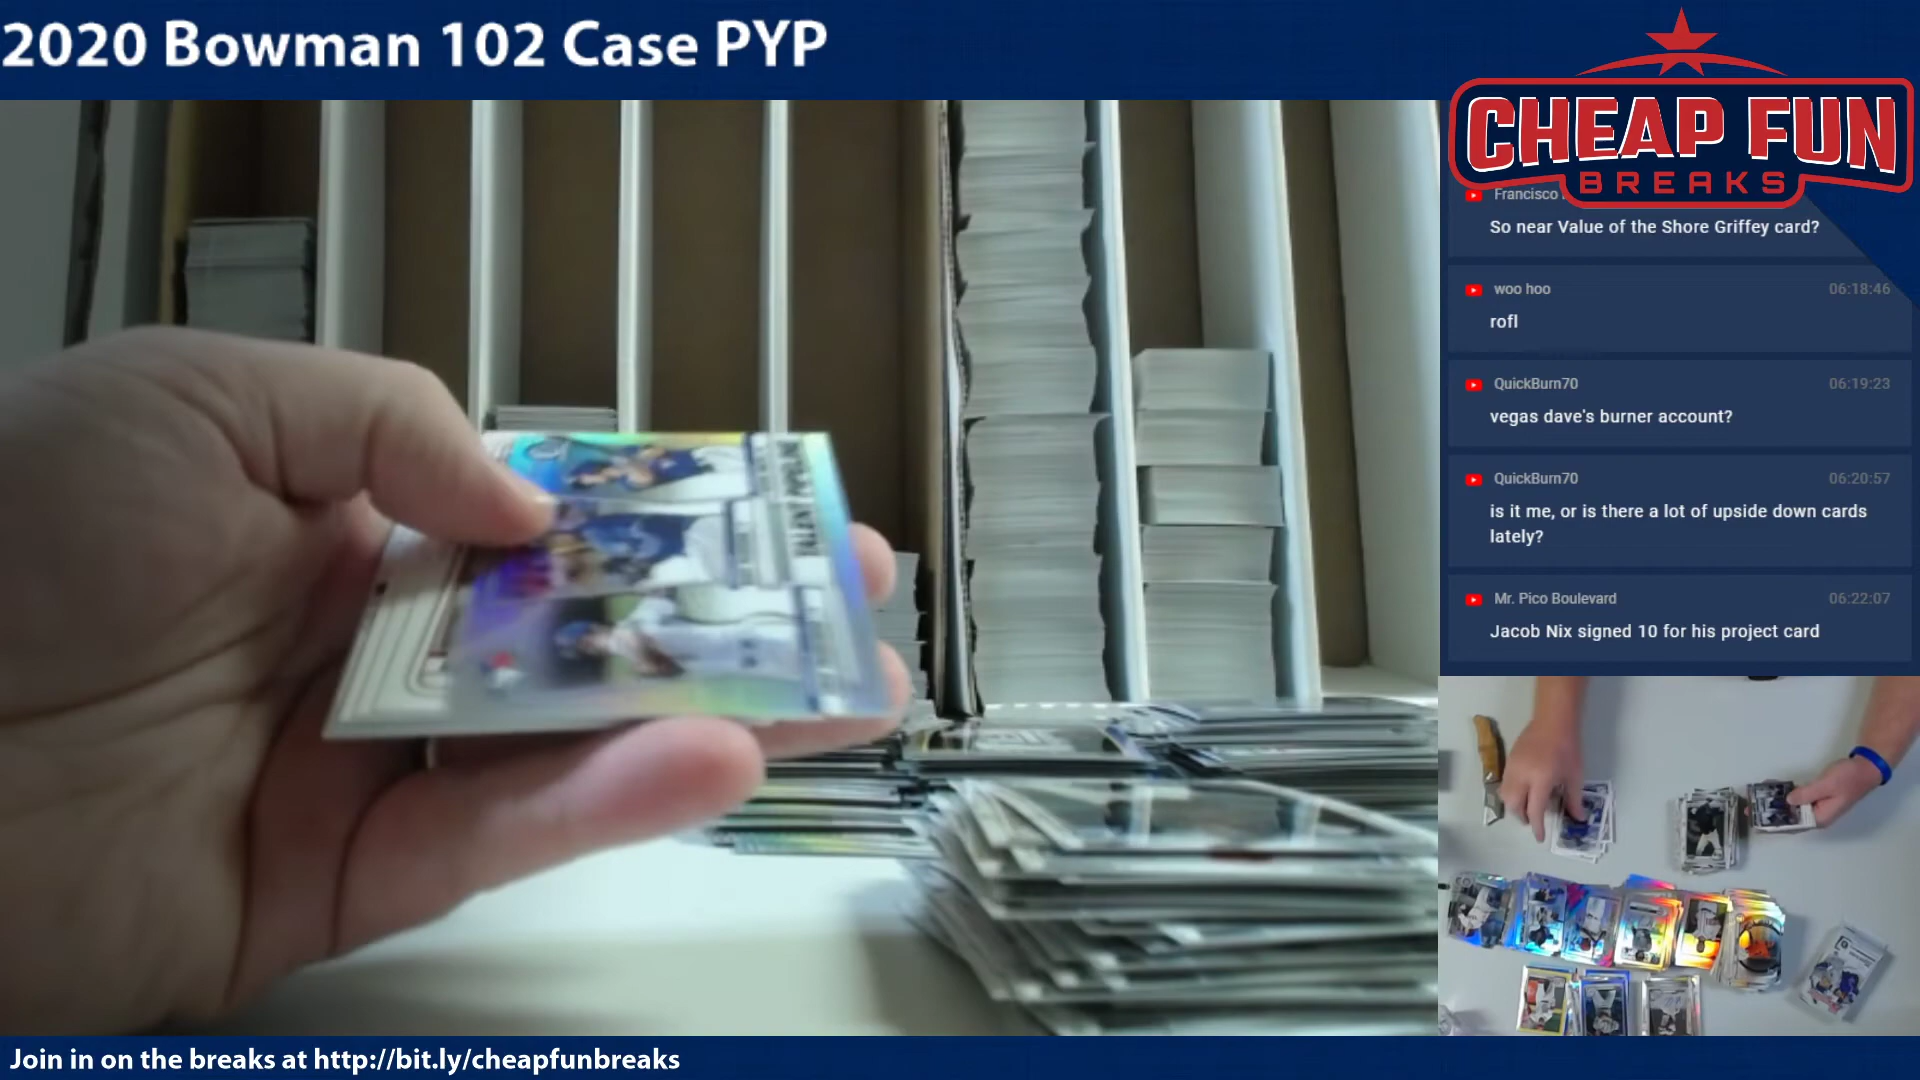 2020 Bowman 102 Case PYP
CHEAP FUN
BREAKS
Francisco
So near Value of the Shore Griffey card?
woo hoo 06:18:46
rofl
QuickBurn70 06:19:23
vegas dave's burner account?
QuickBurn70 06:20:57
is it me, or is there a lot of upside down cards
lately?
Mr. Pico Boulevard 06:22:07
Jacob Nix signed 10 for his project card
Join in on the breaks at http://bit.ly/cheapfunbreaks